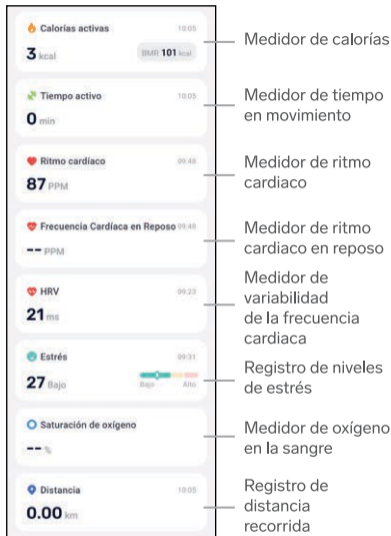 Calorías activas 10:05
3 kcal BMR 101 kcal
Medidor de calorías
Tiempo activo 10:05
0 min
Medidor de tiempo
en movimiento
Ritmo cardíaco 09:48
87 PPM
Medidor de ritmo
cardiaco
Frecuencia Cardíaca en Reposo 09:48
-- PPM
Medidor de ritmo
cardiaco en reposo
HRV 09:23
21 ms
Medidor de
variabilidad
de la frecuencia
cardiaca
Estrés 09:31
27 Bajo Bajo Alto
Registro de niveles
de estrés
Saturación de oxígeno
-- %
Medidor de oxígeno
en la sangre
Distancia 10:05
0.00 km
Registro de
distancia
recorrida